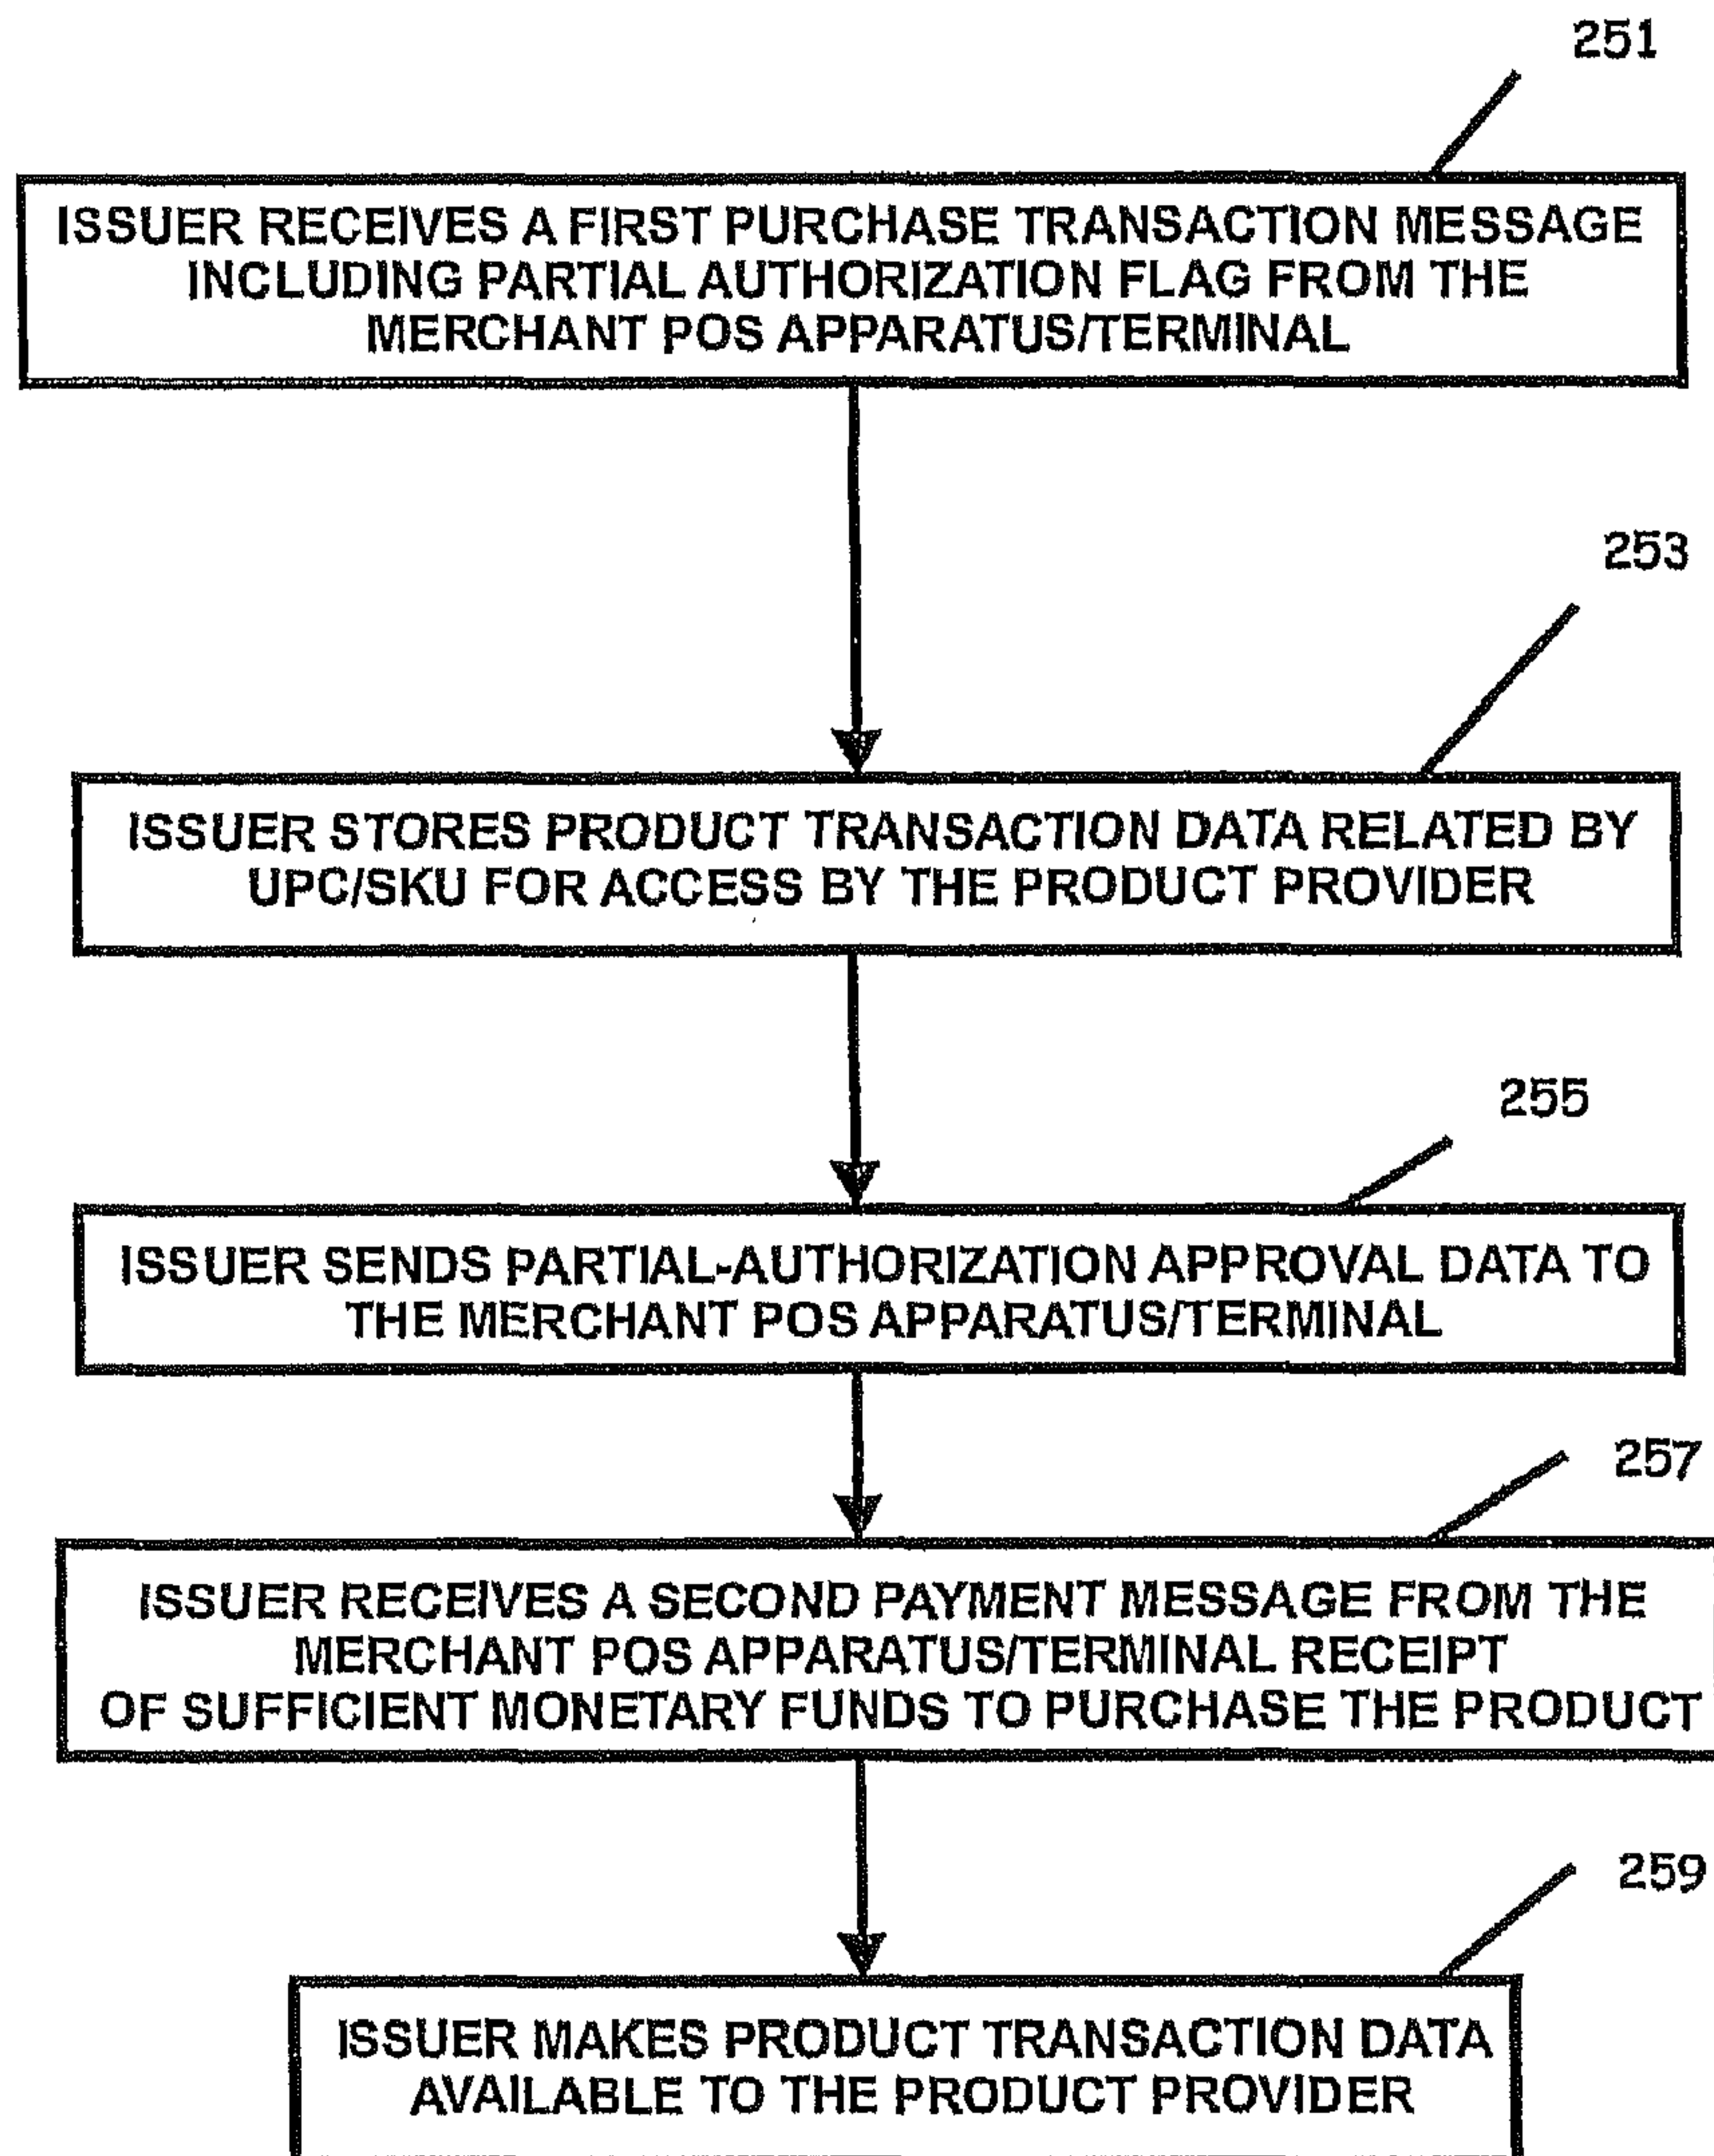 251
ISSUER RECEIVES A FIRST PURCHASE TRANSACTION MESSAGE
INCLUDING PARTIAL AUTHORIZATION FLAG FROM THE
MERCHANT POS APPARATUS/TERMINAL
253
ISSUER STORES PRODUCT TRANSACTION DATA RELATED BY
UPC/SKU FOR ACCESS BY THE PRODUCT PROVIDER
255
ISSUER SENDS PARTIAL-AUTHORIZATION APPROVAL DATA TO
THE MERCHANT POS APPARATUS/TERMINAL
257
ISSUER RECEIVES A SECOND PAYMENT MESSAGE FROM THE
MERCHANT POS APPARATUS/TERMINAL RECEIPT
OF SUFFICIENT MONETARY FUNDS TO PURCHASE THE PRODUCT
259
ISSUER MAKES PRODUCT TRANSACTION DATA
AVAILABLE TO THE PRODUCT PROVIDER